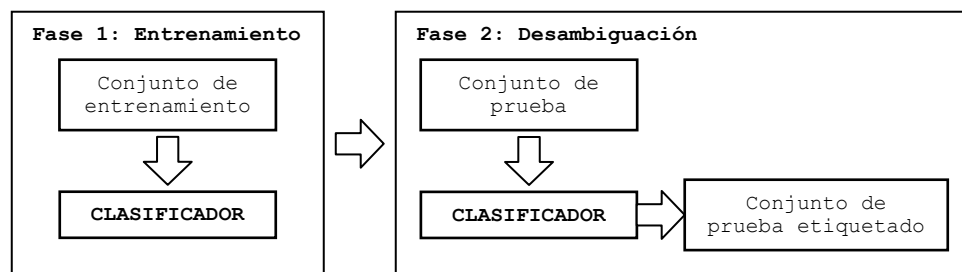 Fase 1: Entrenamiento
Conjunto de
entrenamiento
CLASIFICADOR
Fase 2: Desambiguación
Conjunto de
prueba
CLASIFICADOR
Conjunto de
prueba etiquetado